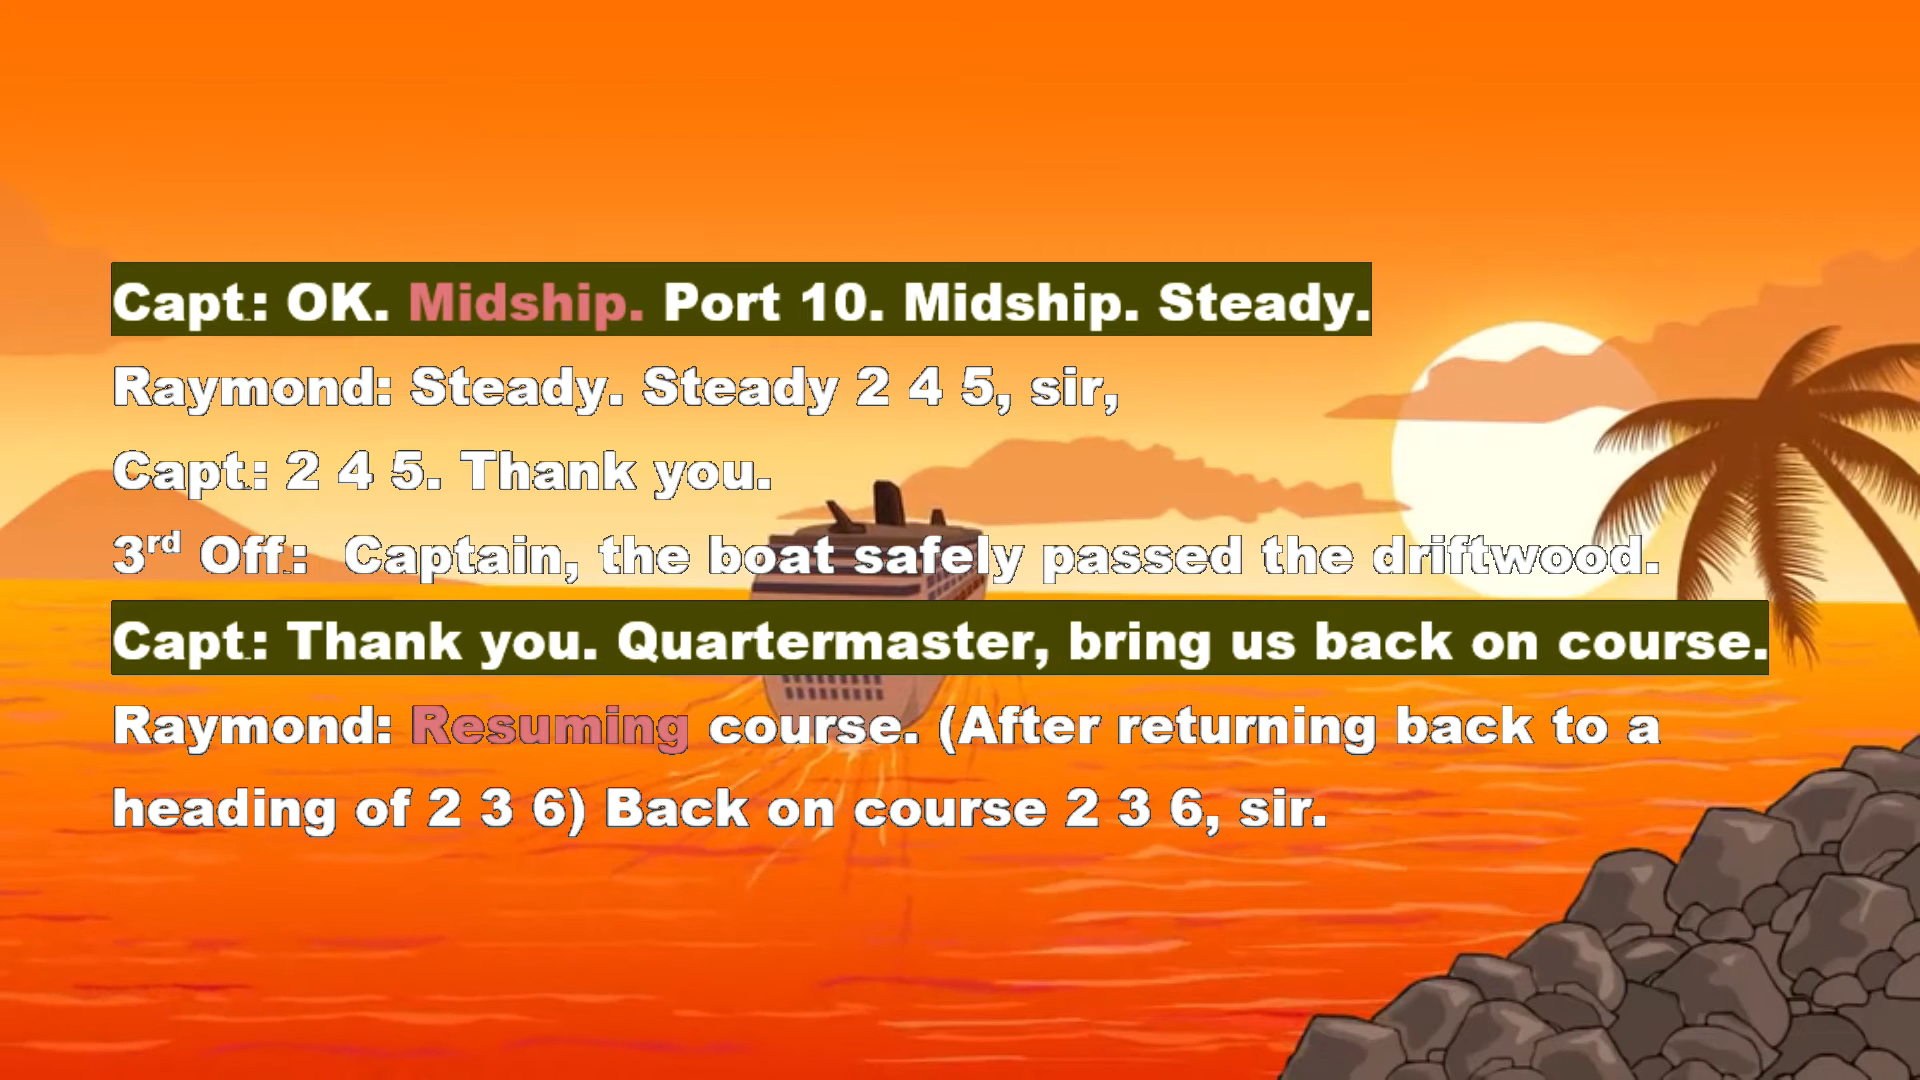 Capt.: OK. Midship. Port 10. Midship. Steady.
Raymond: Steady. Steady 2 4 5, sir,
Capt.: 2 4 5. Thank you.
3rd Off.: Captain, the boat safely passed the driftwood.
Capt.: Thank you. Quartermaster, bring us back on course.
Raymond: Resuming course. (After returning back to a
heading of 2 3 6) Back on course 2 3 6, sir.